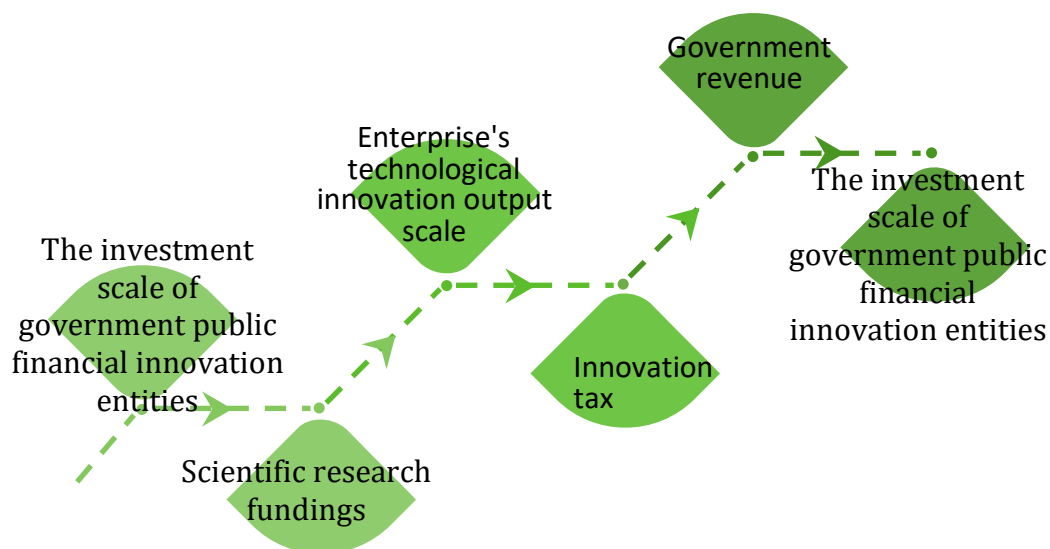 The investment
scale of
government public
financial innovation
entities
Scientific research
fundings
Enterprise's
technological
innovation output
scale
Innovation
tax
Government
revenue
The investment
scale of
government public
financial
innovation entities